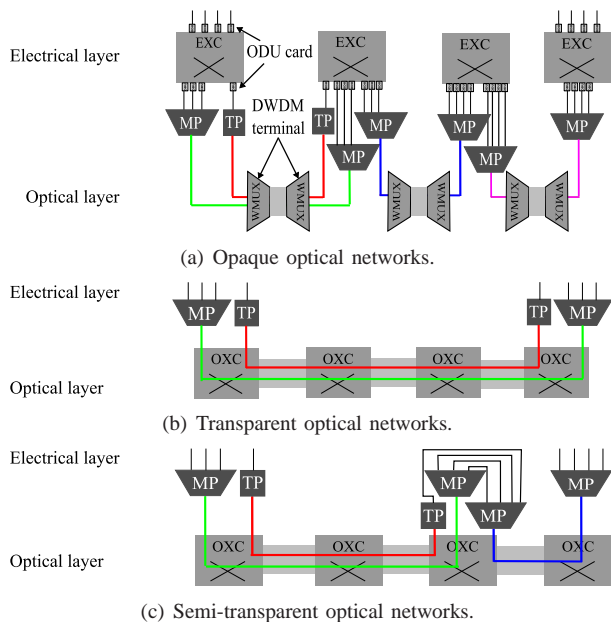 Electrical layer
EXC
ODU card
EXC
EXC
EXC
MP
TP
DWDM
terminal
TP
MP
MP
MP
MP
MP
Optical layer
WMUX
WMUX
WMUX
WMUX
WMUX
WMUX
(a) Opaque optical networks.
Electrical layer
MP
TP
TP
MP
OXC
OXC
OXC
OXC
Optical layer
(b) Transparent optical networks.
Electrical layer
MP
TP
MP
MP
TP
MP
OXC
OXC
OXC
OXC
Optical layer
(c) Semi-transparent optical networks.